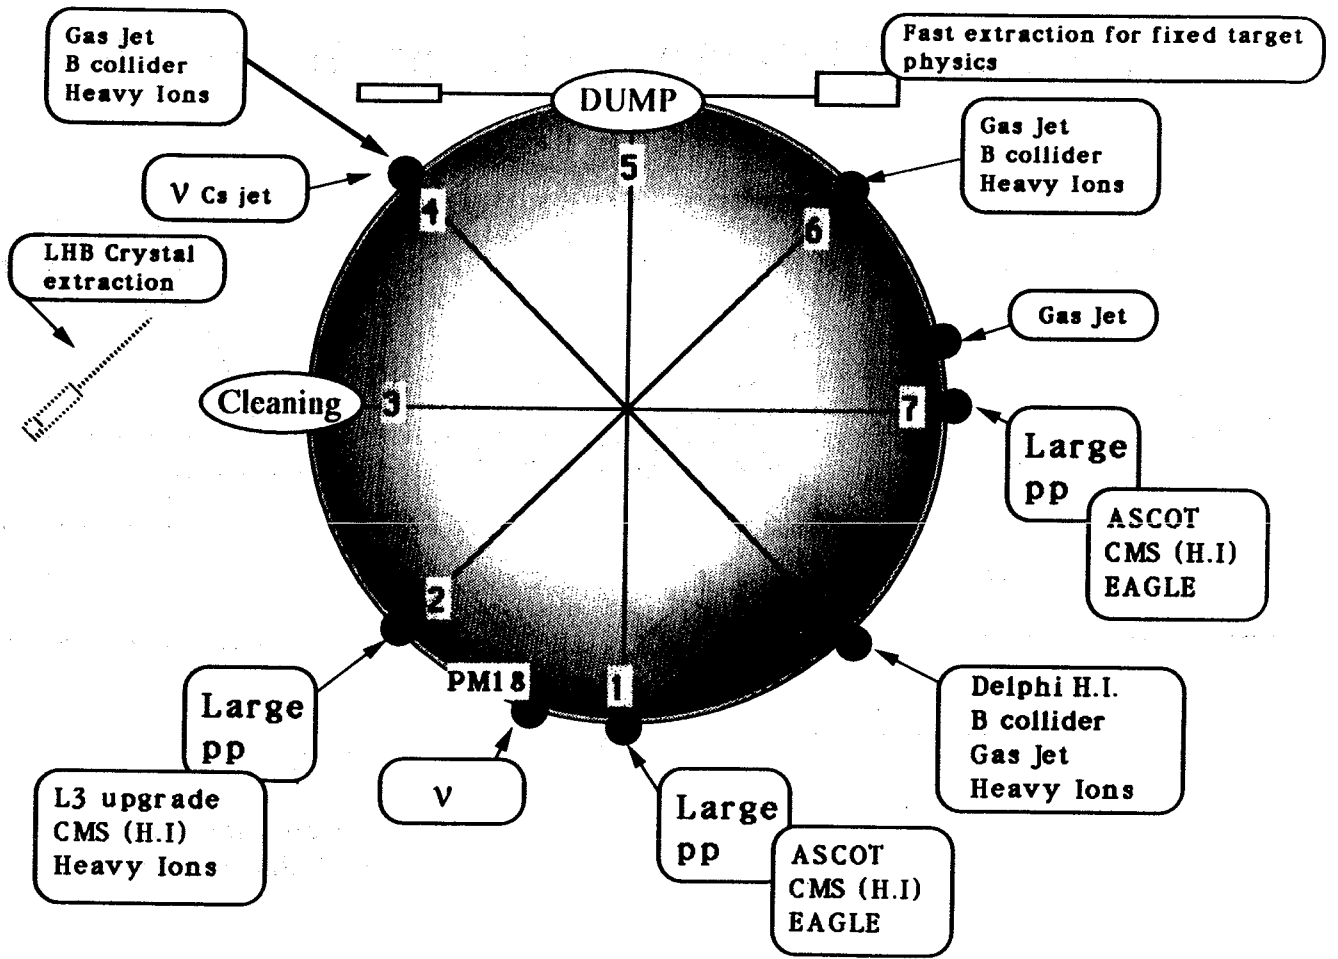 Gas Jet
B collider
Heavy Ions
Fast extraction for fixed target
physics
DUMP
Gas Jet
B collider
Heavy Ions
5
ν Cs jet
4
6
LHB Crystal
extraction
Gas Jet
Cleaning
3
7
Large
pp
ASCOT
CMS (H.I)
EAGLE
2
PM18
1
Large
pp
L3 upgrade
CMS (H.I)
Heavy Ions
ν
Large
pp
ASCOT
CMS (H.I)
EAGLE
Delphi H.I.
B collider
Gas Jet
Heavy Ions